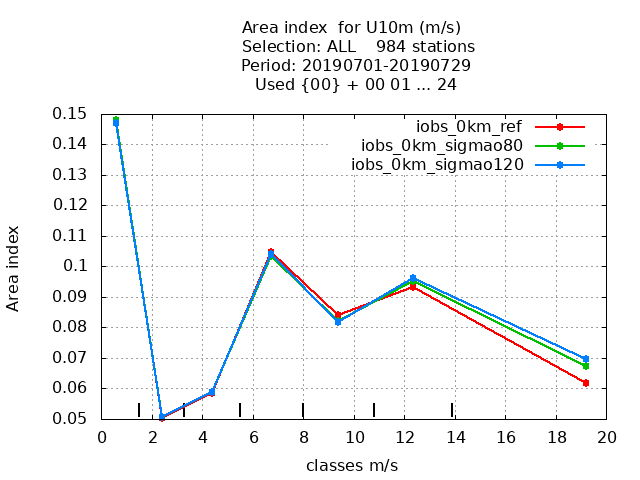 Area index  for U10m (m/s)
Selection: ALL    984 stations
Period: 20190701-20190729
Used {00} + 00 01 ... 24
iobs_0km_ref
iobs_0km_sigmao80
iobs_0km_sigmao120
0.15
0.14
0.13
0.12
0.11
0.1
0.09
0.08
0.07
0.06
0.05
Area index
0 2 4 6 8 10 12 14 16 18 20
classes m/s